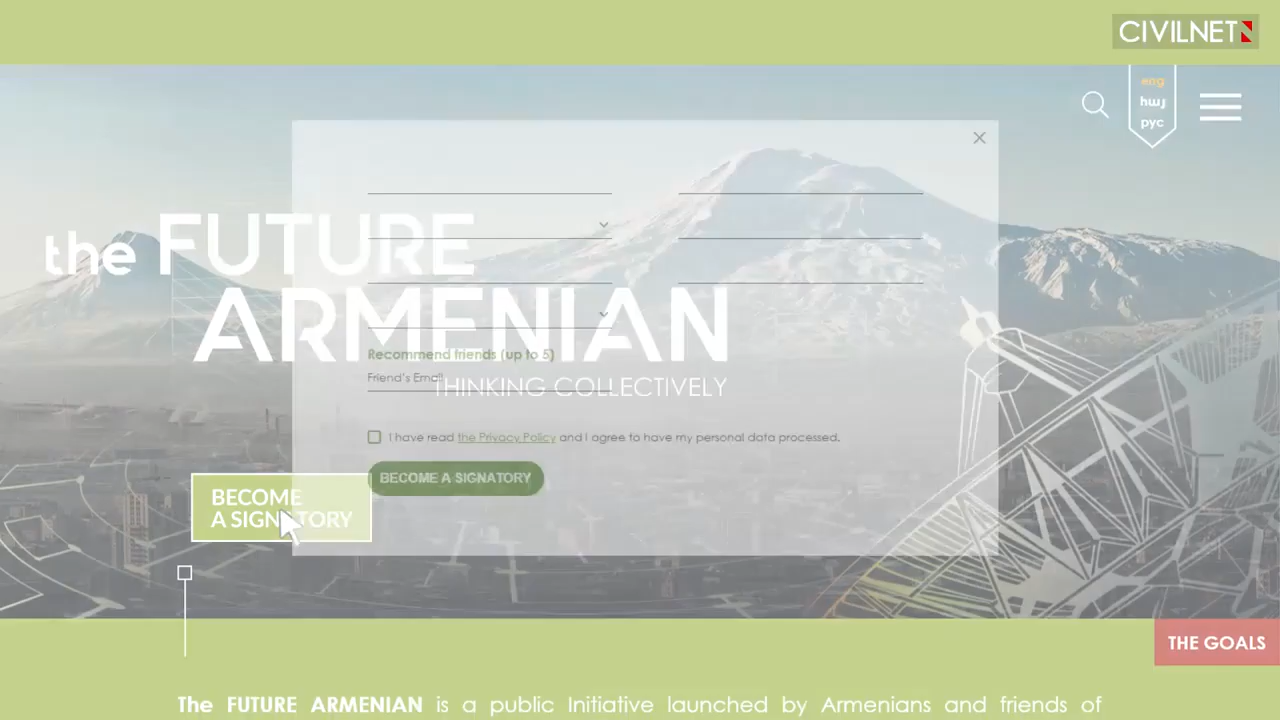 CIVILNET
eng
հայ
рус
the FUTURE
ARMENIAN
THINKING COLLECTIVELY
Recommend friends (up to 5)
Friend's Email
I have read the Privacy Policy and I agree to have my personal data processed.
BECOME A SIGNATORY
BECOME
A SIGNATORY
THE GOALS
The FUTURE ARMENIAN is a public Initiative launched by Armenians and friends of